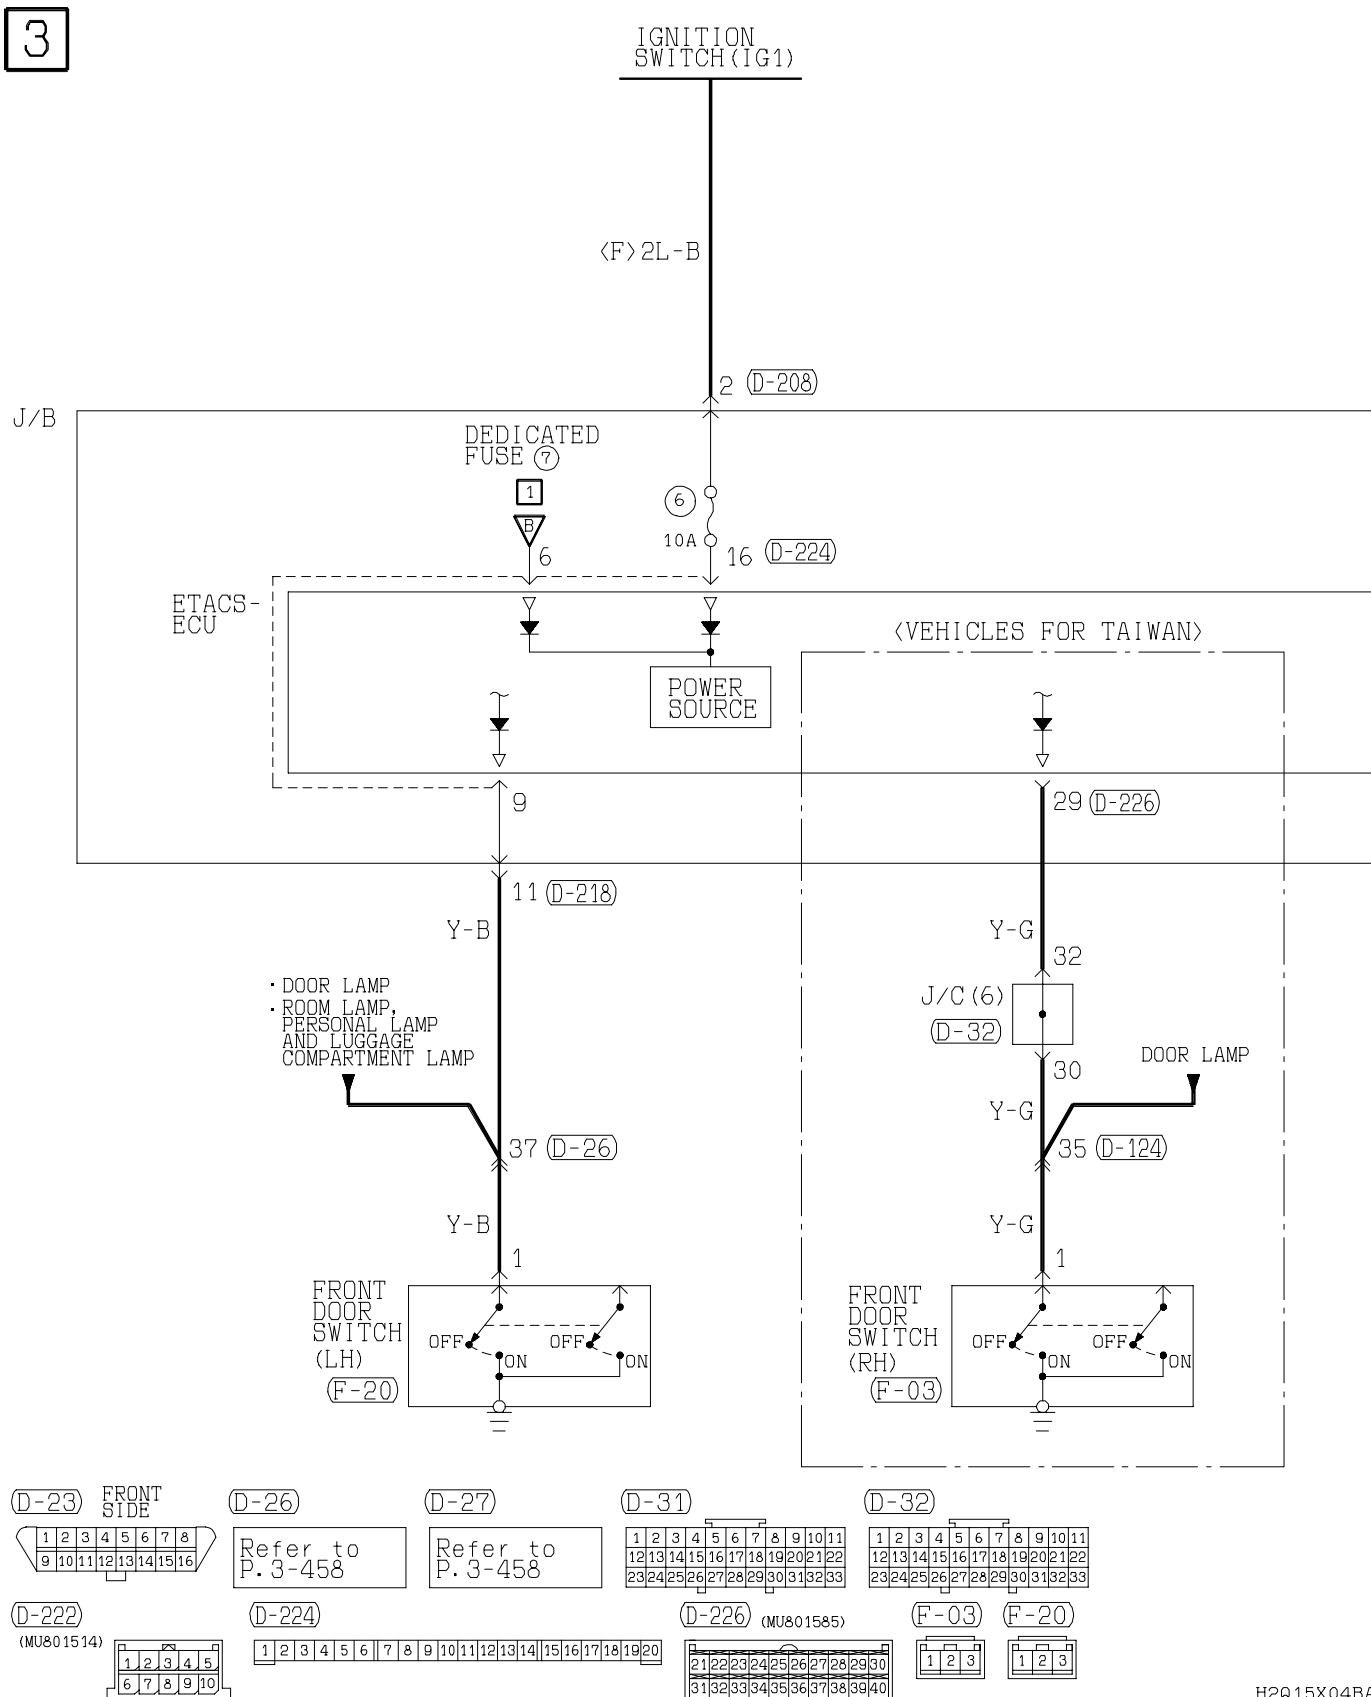 3
IGNITION
SWITCH(IG1)
<F>2L-B
2 (D-208)
J/B
DEDICATED
FUSE 7
1
B
6
6
10A
16 (D-224)
ETACS-
ECU
<VEHICLES FOR TAIWAN>
POWER
SOURCE
9
29 (D-226)
11 (D-218)
Y-B
Y-G
32
· DOOR LAMP
· ROOM LAMP,
PERSONAL LAMP
AND LUGGAGE
COMPARTMENT LAMP
J/C(6)
(D-32)
DOOR LAMP
30
Y-G
37 (D-26)
35 (D-124)
Y-B
Y-G
1
1
FRONT
DOOR
SWITCH
(LH)
(F-20)
OFF
ON
OFF
ON
FRONT
DOOR
SWITCH
(RH)
(F-03)
OFF
ON
OFF
ON
(D-23) FRONT
SIDE
1 2 3 4 5 6 7 8
9 10 11 12 13 14 15 16
(D-26)
Refer to
P.3-458
(D-27)
Refer to
P.3-458
(D-31)
1 2 3 4 5 6 7 8 9 10 11
12 13 14 15 16 17 18 19 20 21 22
23 24 25 26 27 28 29 30 31 32 33
(D-32)
1 2 3 4 5 6 7 8 9 10 11
12 13 14 15 16 17 18 19 20 21 22
23 24 25 26 27 28 29 30 31 32 33
(D-222)
(MU801514)
1 2 3 4 5
6 7 8 9 10
(D-224)
1 2 3 4 5 6 7 8 9 10 11 12 13 14 15 16 17 18 19 20
(D-226) (MU801585)
21 22 23 24 25 26 27 28 29 30
31 32 33 34 35 36 37 38 39 40
(F-03)
1 2 3
(F-20)
1 2 3
H2Q15X04BA